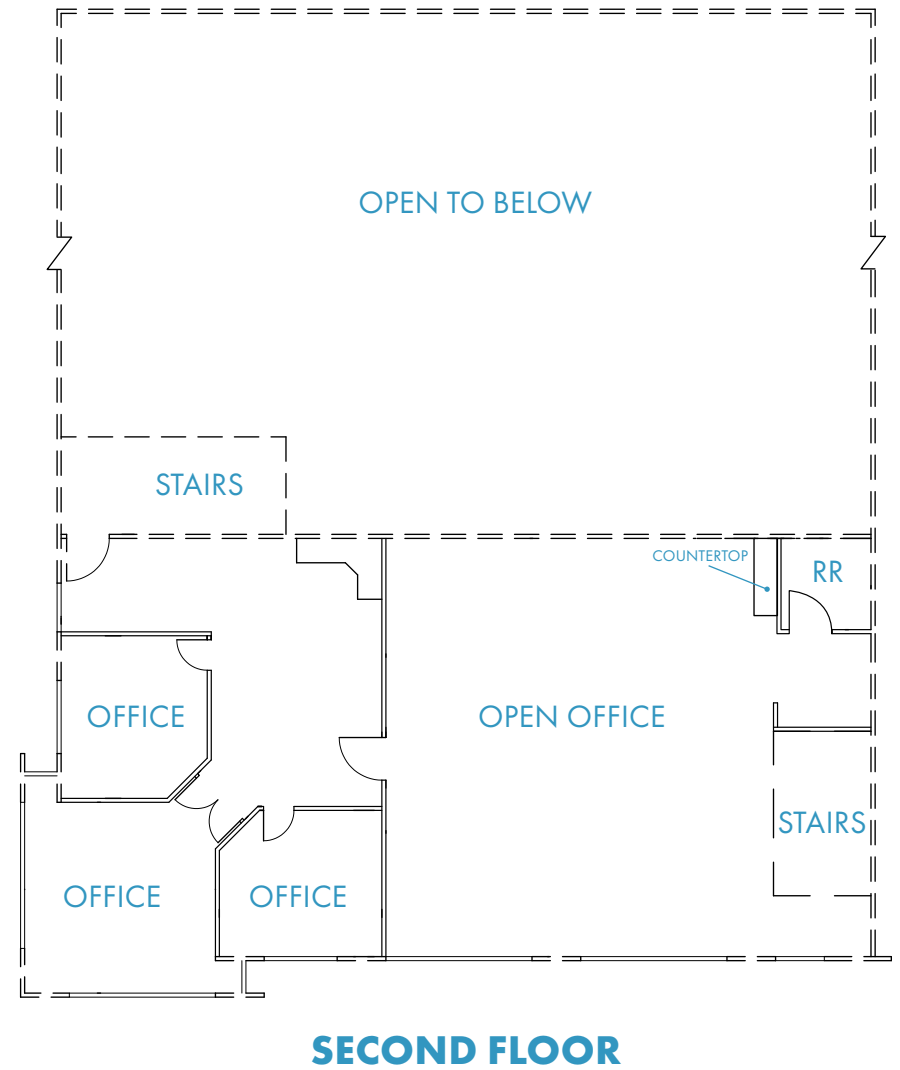 OPEN TO BELOW
STAIRS
COUNTERTOP
RR
OFFICE
OPEN OFFICE
STAIRS
OFFICE
OFFICE
SECOND FLOOR